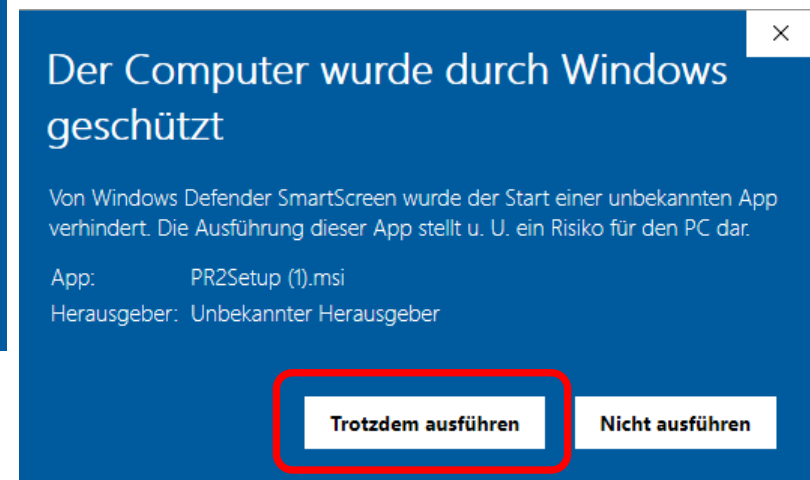 Der Computer wurde durch Windows
geschützt
Von Windows Defender SmartScreen wurde der Start einer unbekannten App
verhindert. Die Ausführung dieser App stellt u. U. ein Risiko für den PC dar.
App: PR2Setup (1).msi
Herausgeber: Unbekannter Herausgeber
Trotzdem ausführen Nicht ausführen